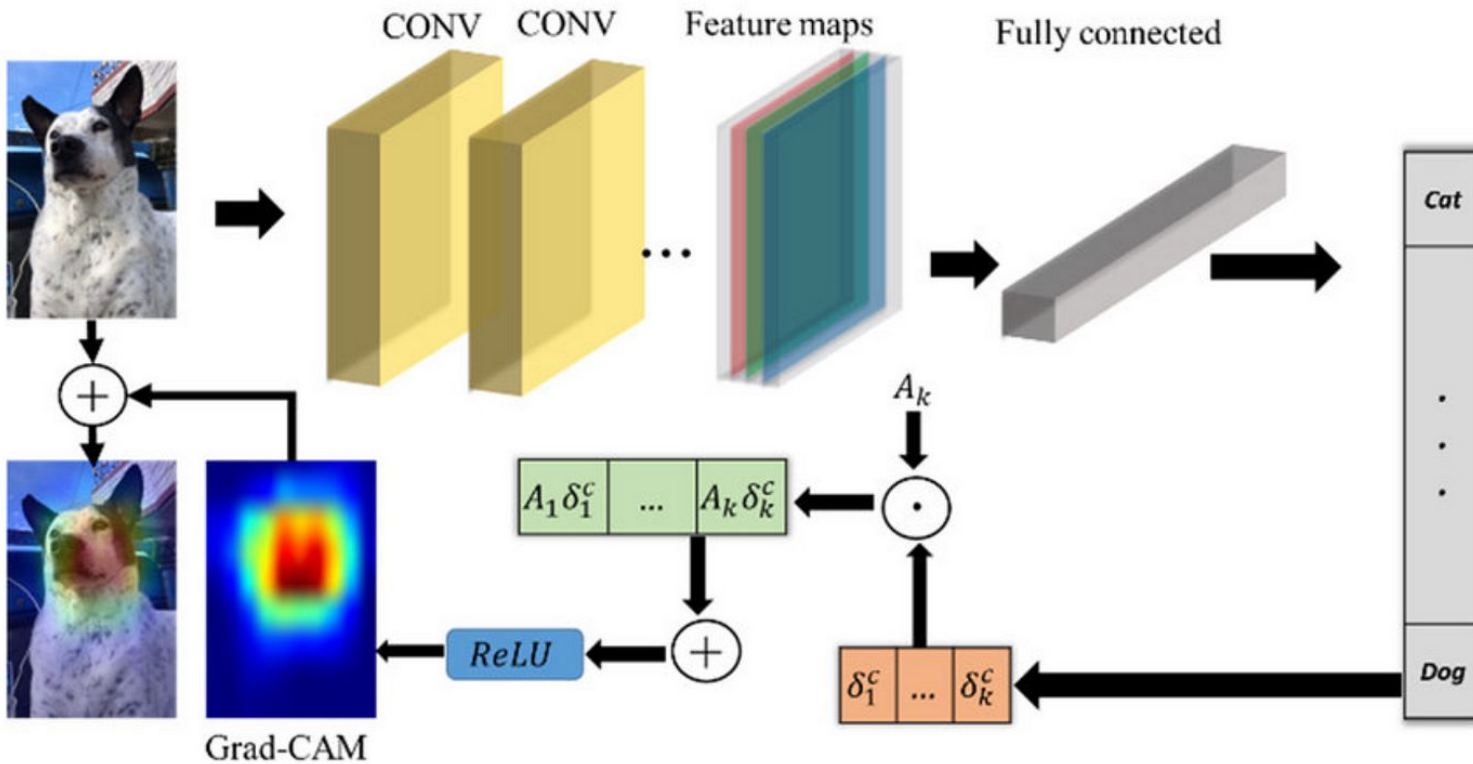 CONV
CONV
Feature maps
Fully connected
Cat
...
.
.
.
+
A_k
A_1 δ_1^c
...
A_k δ_k^c
·
ReLU
+
δ_1^c
...
δ_k^c
Dog
Grad-CAM